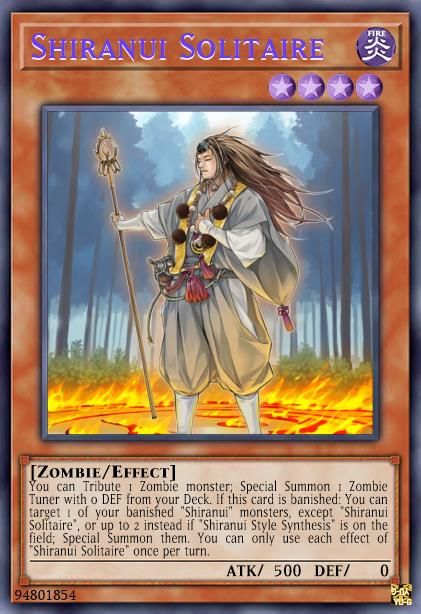 SHIRANUI SOLITAIRE
FIRE
炎
[ZOMBIE/EFFECT]
You can Tribute 1 Zombie monster; Special Summon 1 Zombie
Tuner with 0 DEF from your Deck. If this card is banished: You can
target 1 of your banished "Shiranui" monsters, except "Shiranui
Solitaire", or up to 2 instead if "Shiranui Style Synthesis" is on the
field; Special Summon them. You can only use each effect of
"Shiranui Solitaire" once per turn.
ATK/ 500 DEF/ 0
94801854